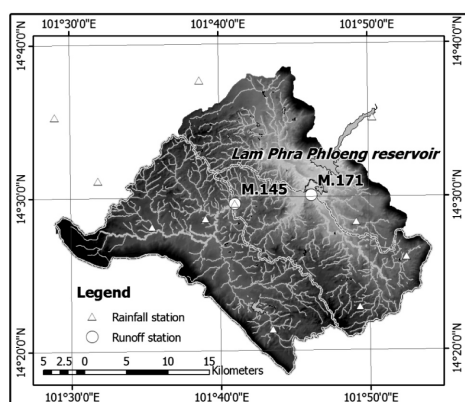 101°30'0"E 101°40'0"E 101°50'0"E
14°40'0"N 14°40'0"N
Lam Phra Phloeng reservoir
M.171
M.145
14°30'0"N 14°30'0"N
Legend
Rainfall station
Runoff station
14°20'0"N 14°20'0"N
5 2.5 0 5 10 15
Kilometers
101°30'0"E 101°40'0"E 101°50'0"E